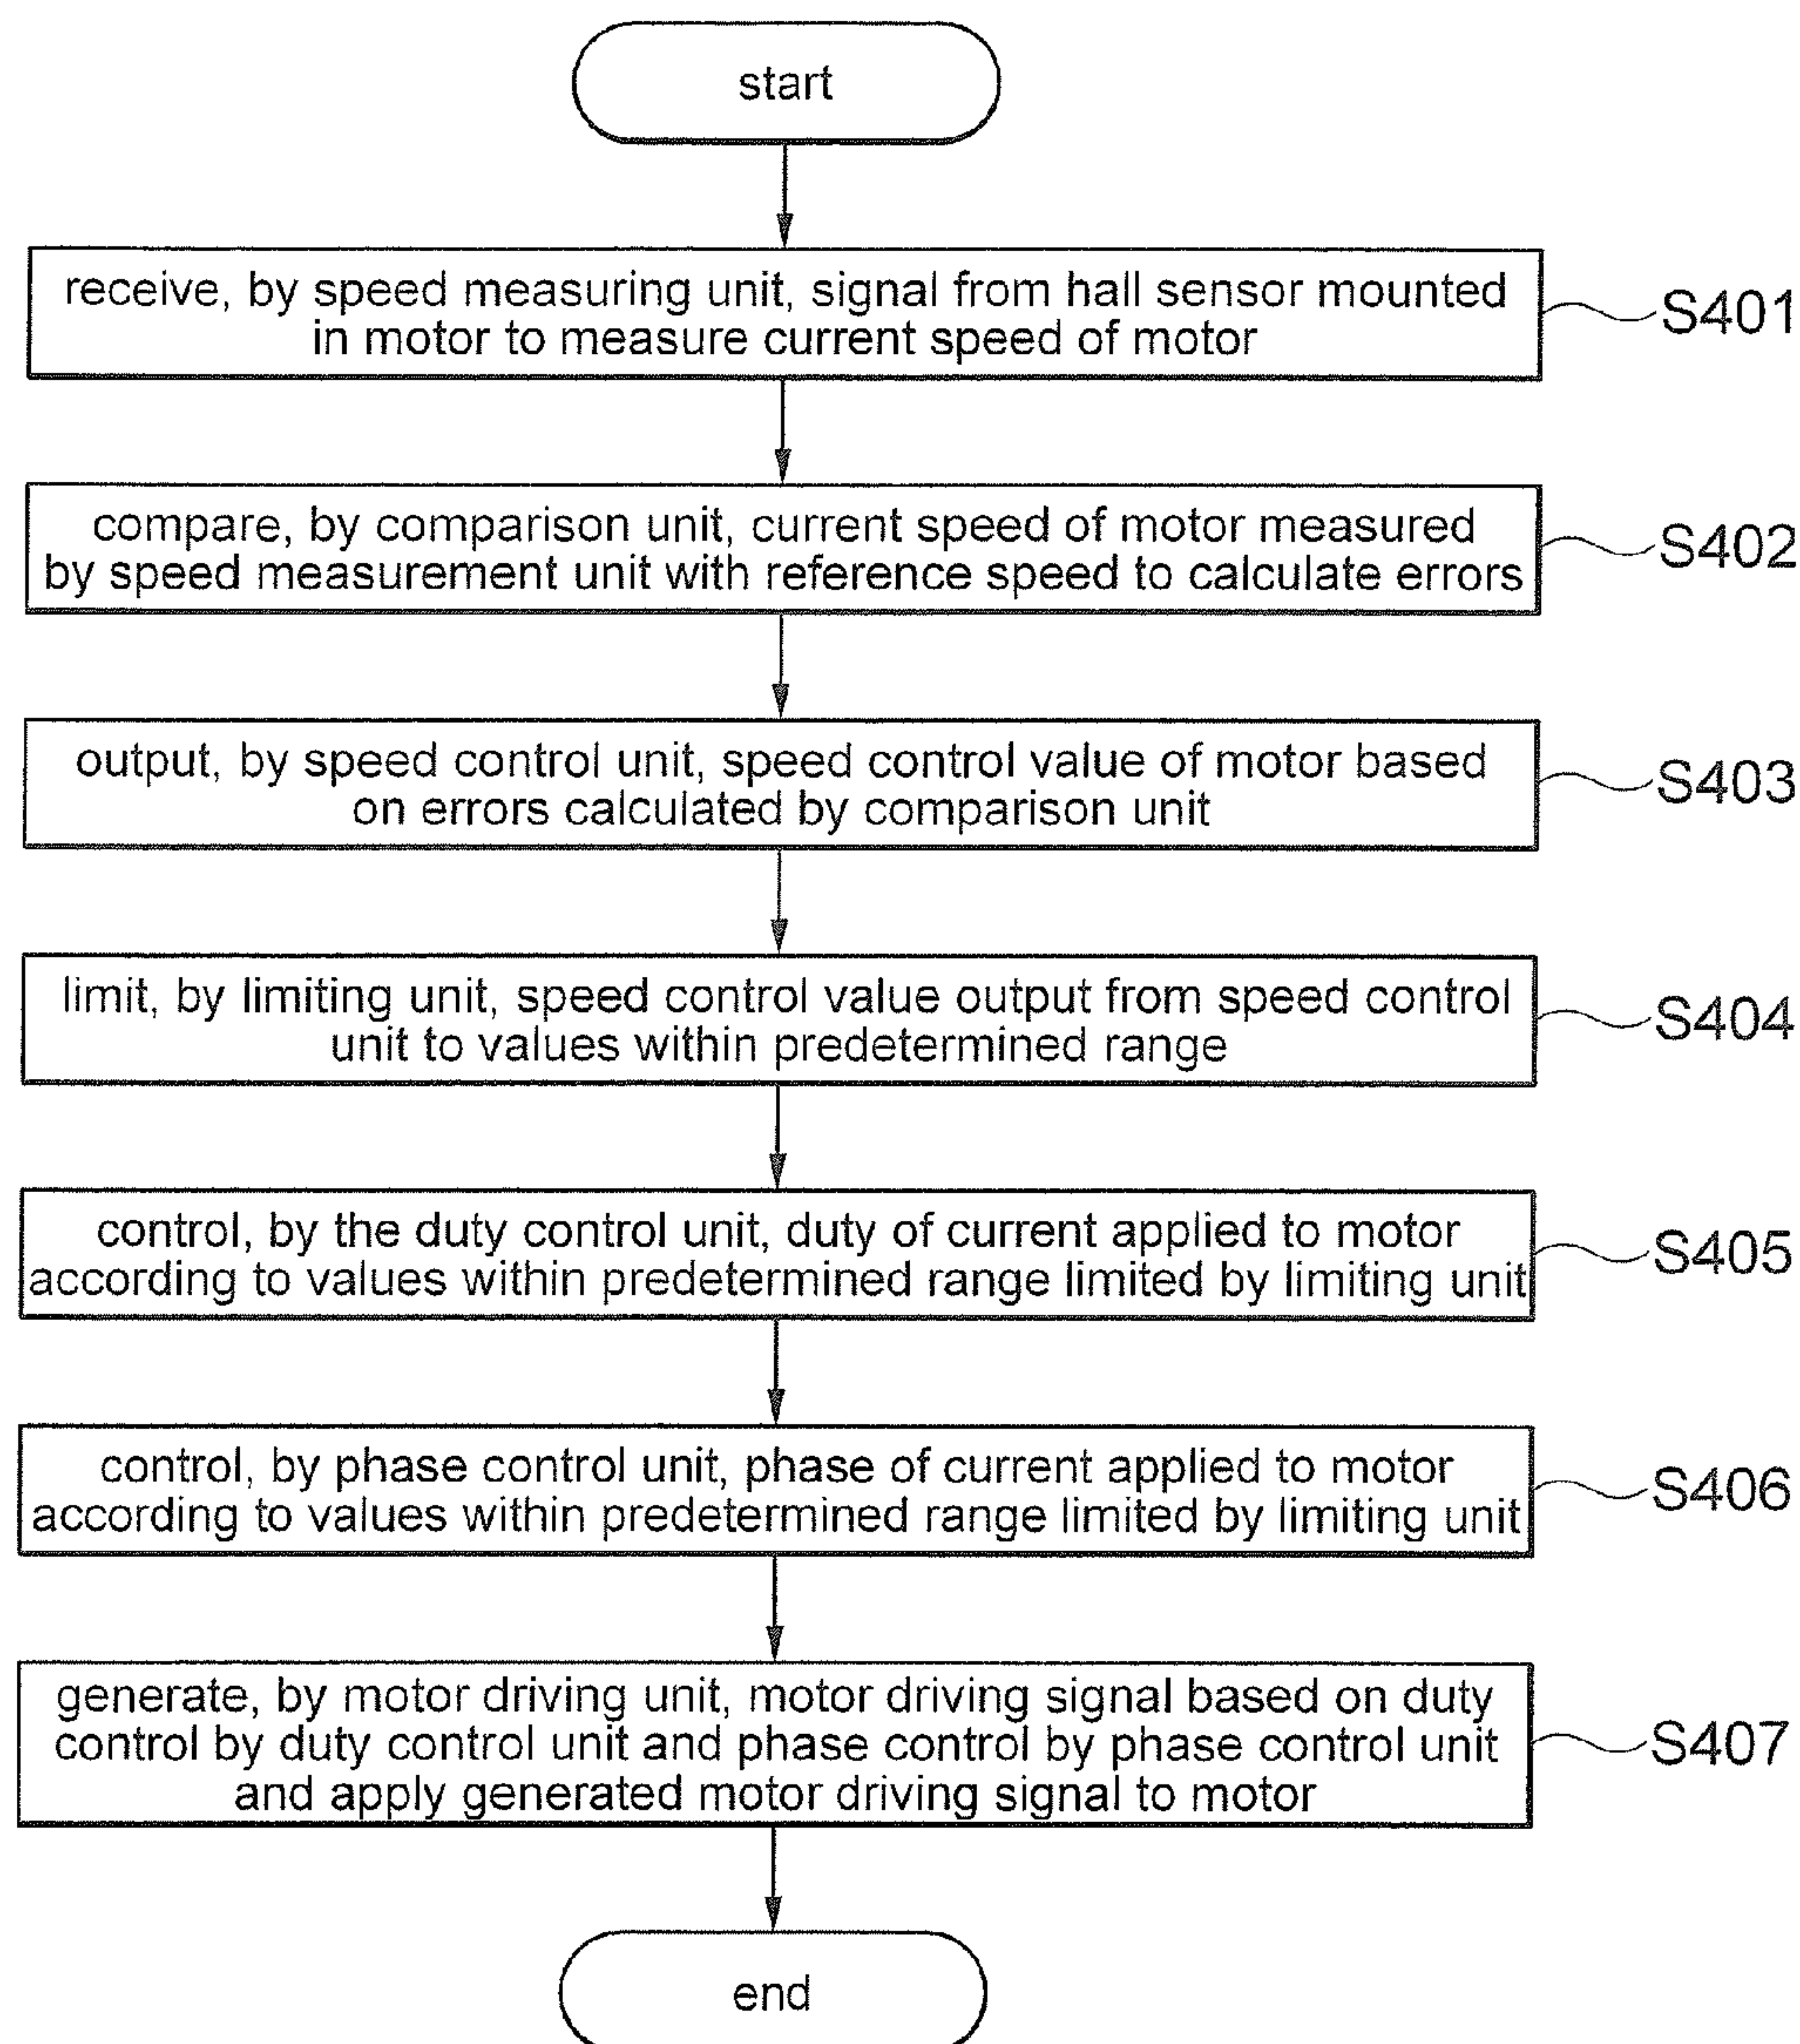 start
receive, by speed measuring unit, signal from hall sensor mounted
in motor to measure current speed of motor
S401
compare, by comparison unit, current speed of motor measured
by speed measurement unit with reference speed to calculate errors
S402
output, by speed control unit, speed control value of motor based
on errors calculated by comparison unit
S403
limit, by limiting unit, speed control value output from speed control
unit to values within predetermined range
S404
control, by the duty control unit, duty of current applied to motor
according to values within predetermined range limited by limiting unit
S405
control, by phase control unit, phase of current applied to motor
according to values within predetermined range limited by limiting unit
S406
generate, by motor driving unit, motor driving signal based on duty
control by duty control unit and phase control by phase control unit
and apply generated motor driving signal to motor
S407
end